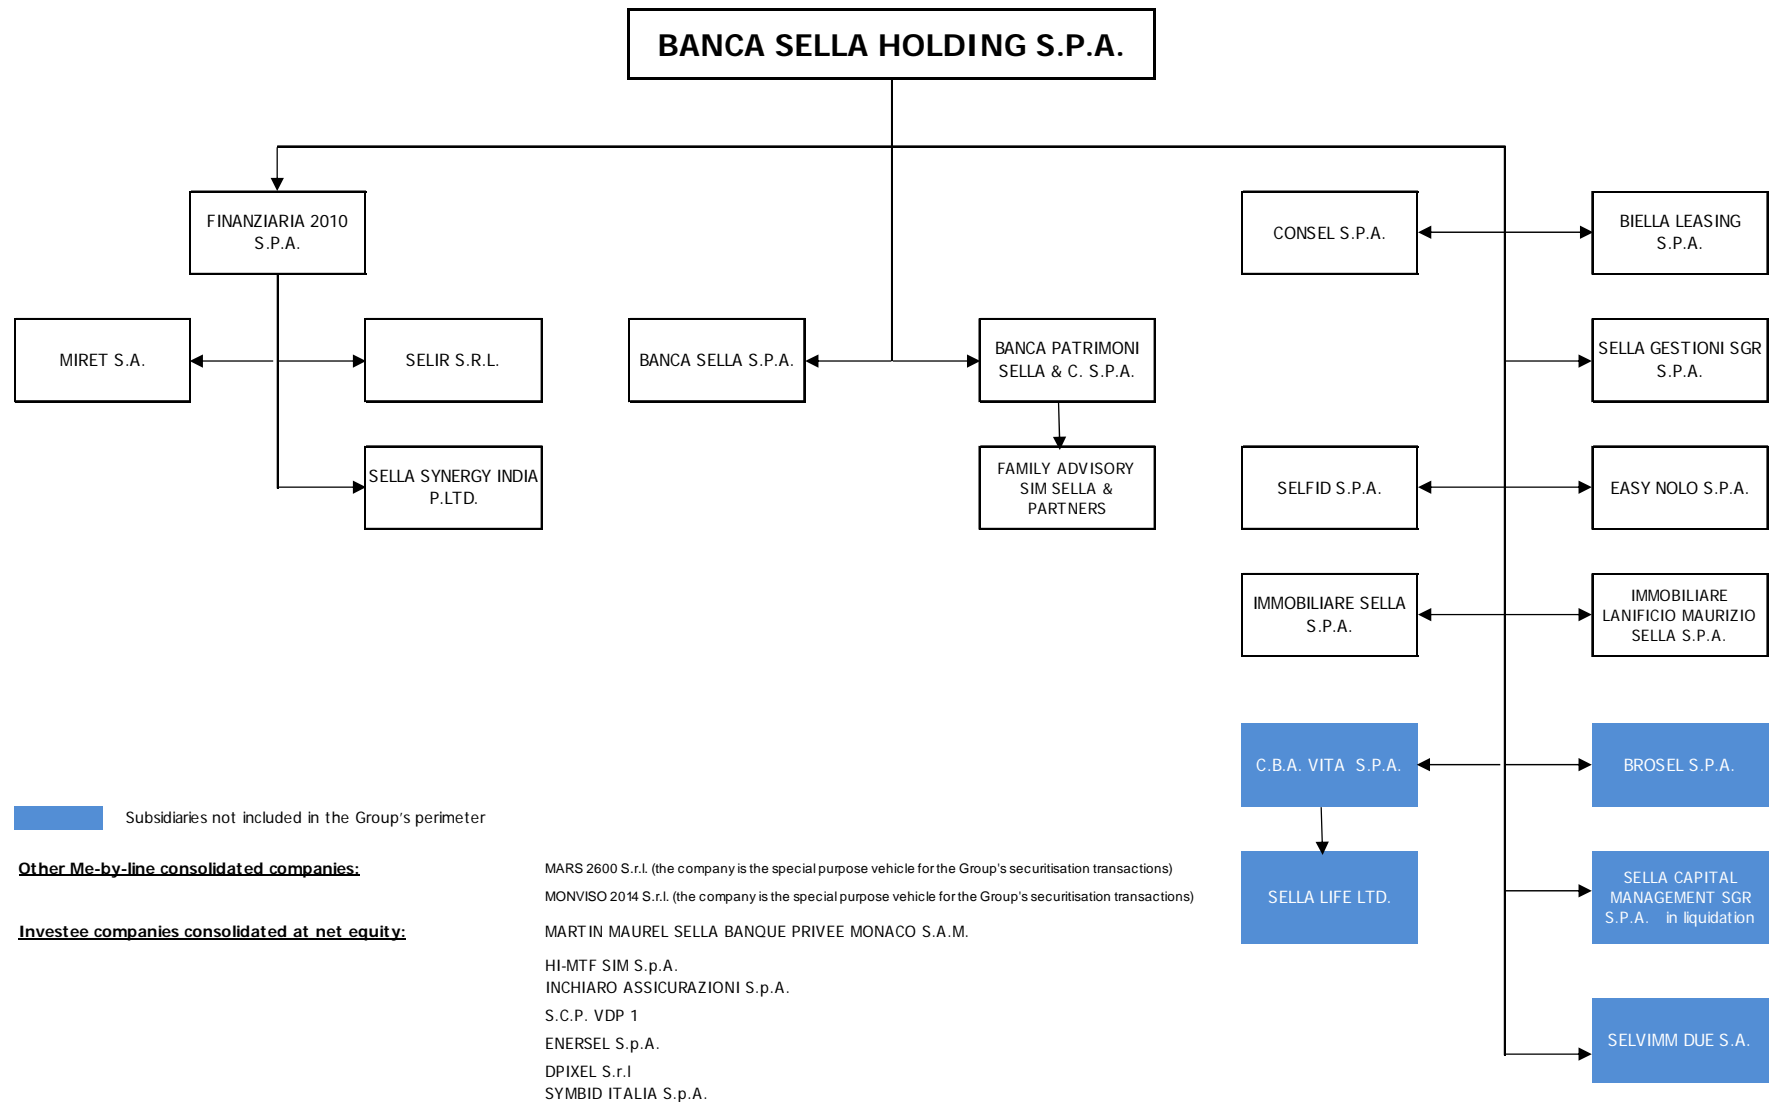 BANCA SELLA HOLDING S.P.A.
FINANZIARIA 2010
S.P.A.
CONSEL S.P.A.
BIELLA LEASING
S.P.A.
MIRET S.A.
SELIR S.R.L.
BANCA SELLA S.P.A.
BANCA PATRIMONI
SELLA & C. S.P.A.
SELLA GESTIONI SGR
S.P.A.
SELLA SYNERGY INDIA
P.LTD.
FAMILY ADVISORY
SIM SELLA &
PARTNERS
SELFID S.P.A.
EASY NOLO S.P.A.
IMMOBILIARE SELLA
S.P.A.
IMMOBILIARE
LANIFICIO MAURIZIO
SELLA S.P.A.
C.B.A. VITA S.P.A.
BROSEL S.P.A.
Subsidiaries not included in the Group's perimeter
SELLA LIFE LTD.
SELLA CAPITAL
MANAGEMENT SGR
S.P.A. in liquidation
SELVIMM DUE S.A.
Other Me-by-line consolidated companies:
MARS 2600 S.r.l. (the company is the special purpose vehicle for the Group's securitisation transactions)
MONVISO 2014 S.r.l. (the company is the special purpose vehicle for the Group's securitisation transactions)
Investee companies consolidated at net equity:
MARTIN MAUREL SELLA BANQUE PRIVEE MONACO S.A.M.
HI-MTF SIM S.p.A.
INCHIARO ASSICURAZIONI S.p.A.
S.C.P. VDP 1
ENERSEL S.p.A.
DPIXEL S.r.l
SYMBID ITALIA S.p.A.